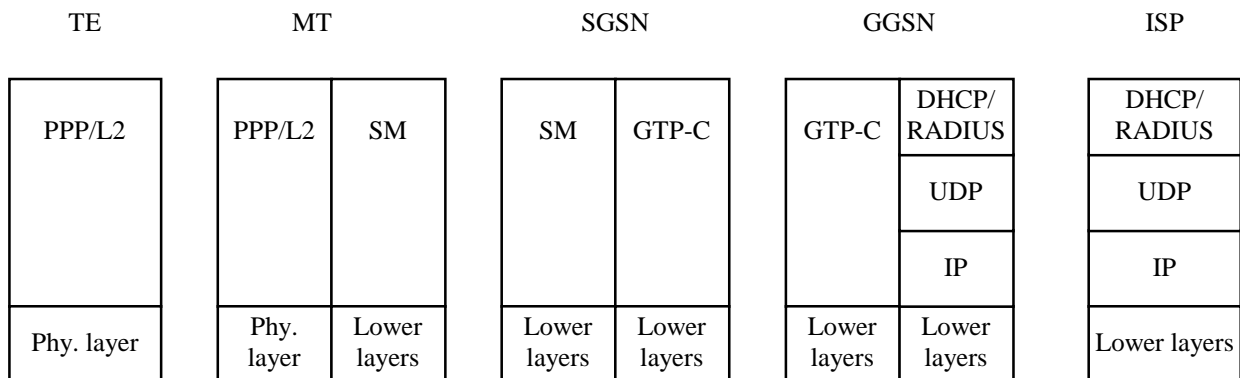 TE
MT
SGSN
GGSN
ISP
PPP/L2
PPP/L2
SM
SM
GTP-C
GTP-C
DHCP/
RADIUS
DHCP/
RADIUS
UDP
UDP
IP
IP
Phy. layer
Phy.
layer
Lower
layers
Lower
layers
Lower
layers
Lower
layers
Lower
layers
Lower layers